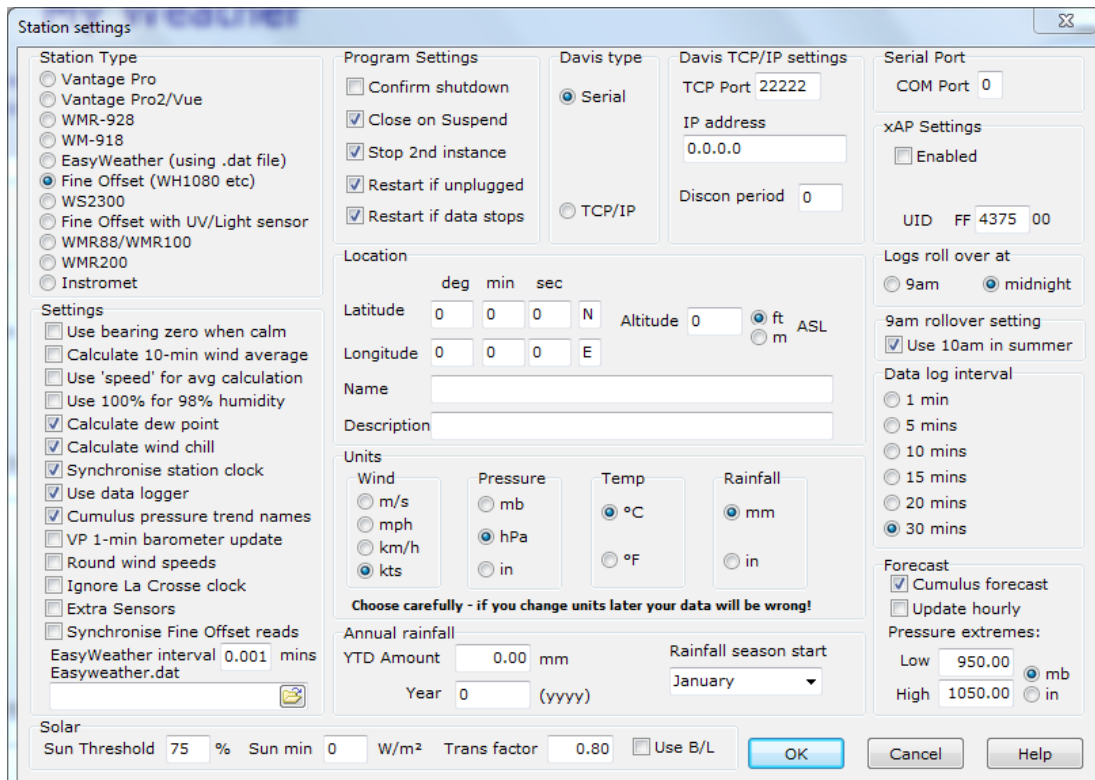 My Weather
Station settings
Station Type
Vantage Pro
Vantage Pro2/Vue
WMR-928
WM-918
EasyWeather (using .dat file)
Fine Offset (WH1080 etc)
WS2300
Fine Offset with UV/Light sensor
WMR88/WMR100
WMR200
Instromet
Settings
Use bearing zero when calm
Calculate 10-min wind average
Use 'speed' for avg calculation
Use 100% for 98% humidity
Calculate dew point
Calculate wind chill
Synchronise station clock
Use data logger
Cumulus pressure trend names
VP 1-min barometer update
Round wind speeds
Ignore La Crosse clock
Extra Sensors
Synchronise Fine Offset reads
EasyWeather interval 0.001 mins
Easyweather.dat
Program Settings
Confirm shutdown
Close on Suspend
Stop 2nd instance
Restart if unplugged
Restart if data stops
Davis type
Serial
TCP/IP
Davis TCP/IP settings
TCP Port 22222
IP address
0.0.0.0
Discon period 0
Serial Port
COM Port 0
xAP Settings
Enabled
UID FF 4375 00
Location
deg min sec
Latitude 0 0 0 N Altitude 0 ft m ASL
Longitude 0 0 0 E
Name
Description
Logs roll over at
9am midnight
9am rollover setting
Use 10am in summer
Data log interval
1 min
5 mins
10 mins
15 mins
20 mins
30 mins
Units
Wind
m/s
mph
km/h
kts
Pressure
mb
hPa
in
Temp
°C
°F
Rainfall
mm
in
Choose carefully - if you change units later your data will be wrong!
Annual rainfall
YTD Amount 0.00 mm
Year 0 (yyyy)
Rainfall season start
January
Forecast
Cumulus forecast
Update hourly
Pressure extremes:
Low 950.00 mb
High 1050.00 in
Solar
Sun Threshold 75 % Sun min 0 W/m² Trans factor 0.80 Use B/L
OK Cancel Help